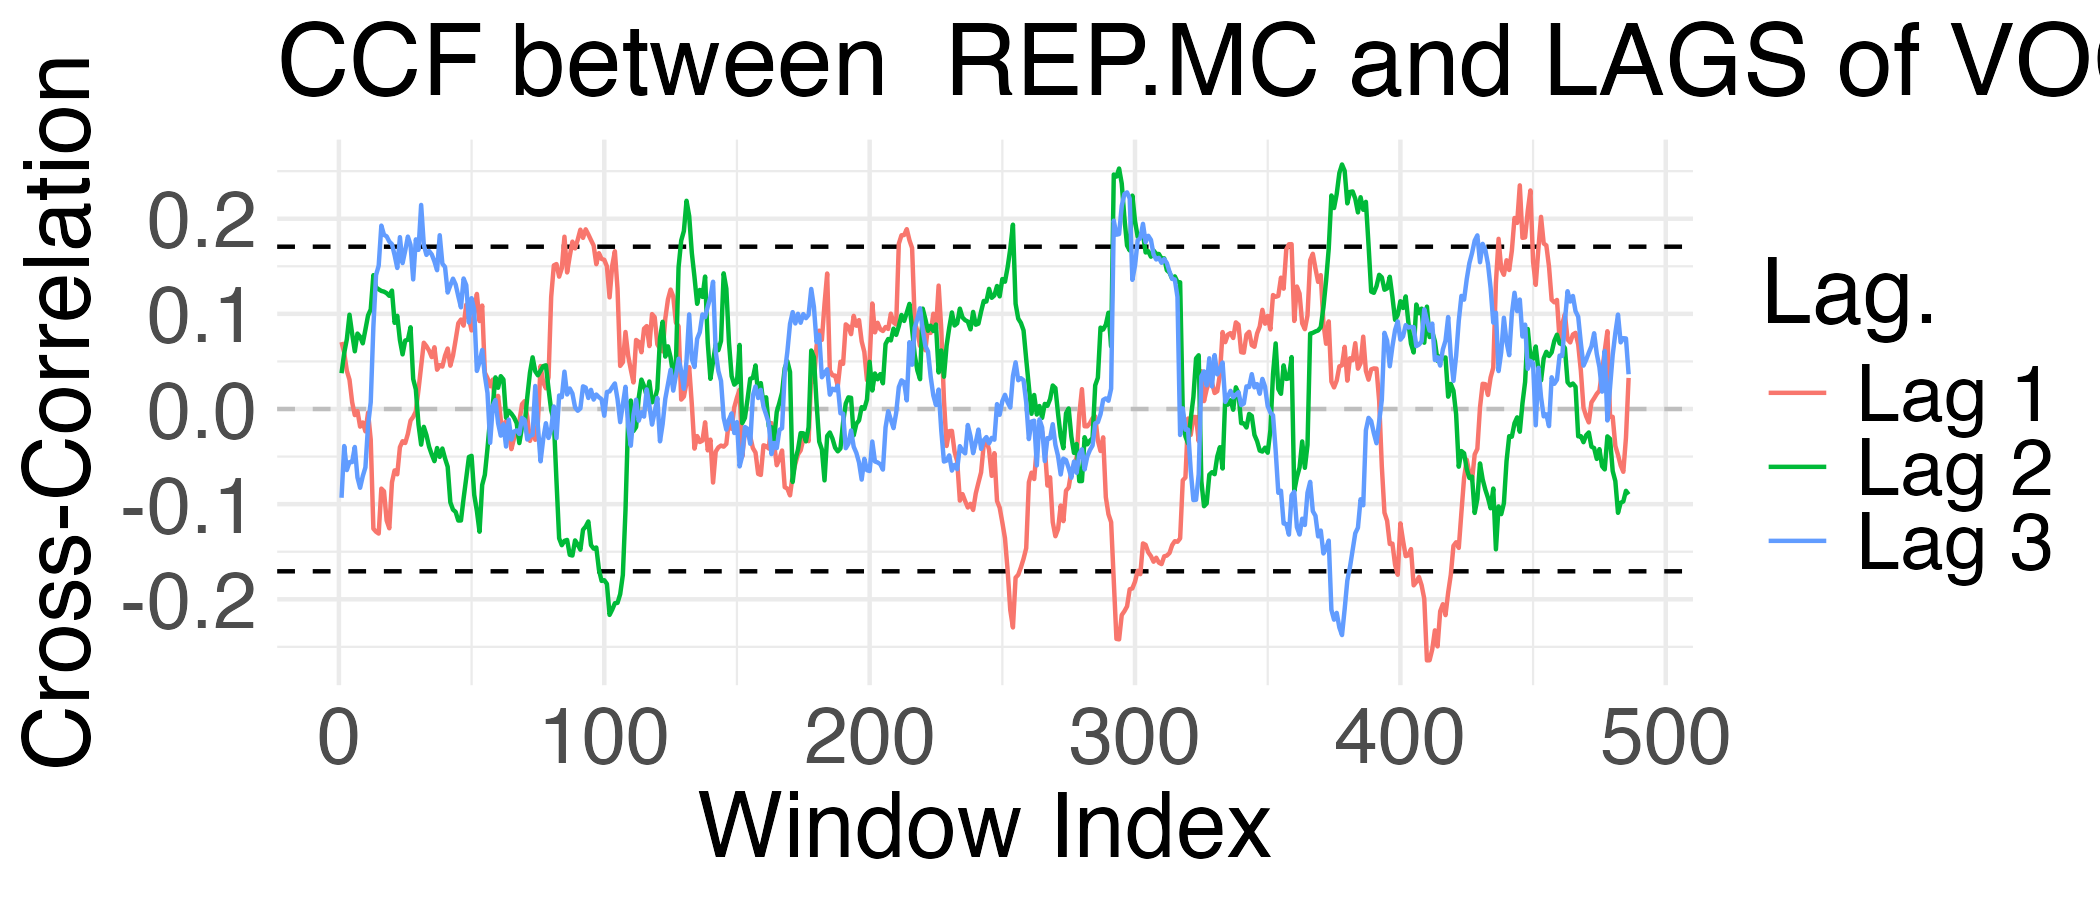 CCF between  REP.MC and LAGS of
Cross-Correlation
0.2
0.1
0.0
-0.1
-0.2
0 100 200 300 400 500
Window Index
Lag.
Lag 1
Lag 2
Lag 3